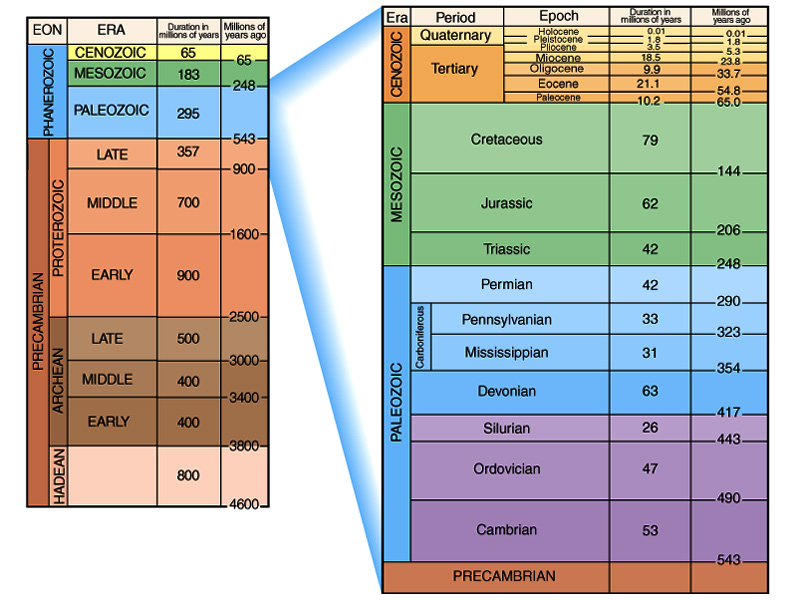 EON ERA Duration in millions of years Millions of years ago
PHANEROZOIC
CENOZOIC 65
65
MESOZOIC 183
248
PALEOZOIC 295
543
PRECAMBRIAN
PROTEROZOIC
LATE 357
900
MIDDLE 700
1600
EARLY 900
2500
ARCHEAN
LATE 500
3000
MIDDLE 400
3400
EARLY 400
3800
HADEAN
800
4600
Era Period Epoch Duration in millions of years Millions of years ago
CENOZOIC
Quaternary
Holocene 0.01
0.01
Pleistocene 1.8
1.8
Tertiary
Pliocene 3.5
5.3
Miocene 18.5
23.8
Oligocene 9.9
33.7
Eocene 21.1
54.8
Paleocene 10.2
65.0
MESOZOIC
Cretaceous 79
144
Jurassic 62
206
Triassic 42
248
PALEOZOIC
Permian 42
290
Carboniferous
Pennsylvanian 33
323
Mississippian 31
354
Devonian 63
417
Silurian 26
443
Ordovician 47
490
Cambrian 53
543
PRECAMBRIAN